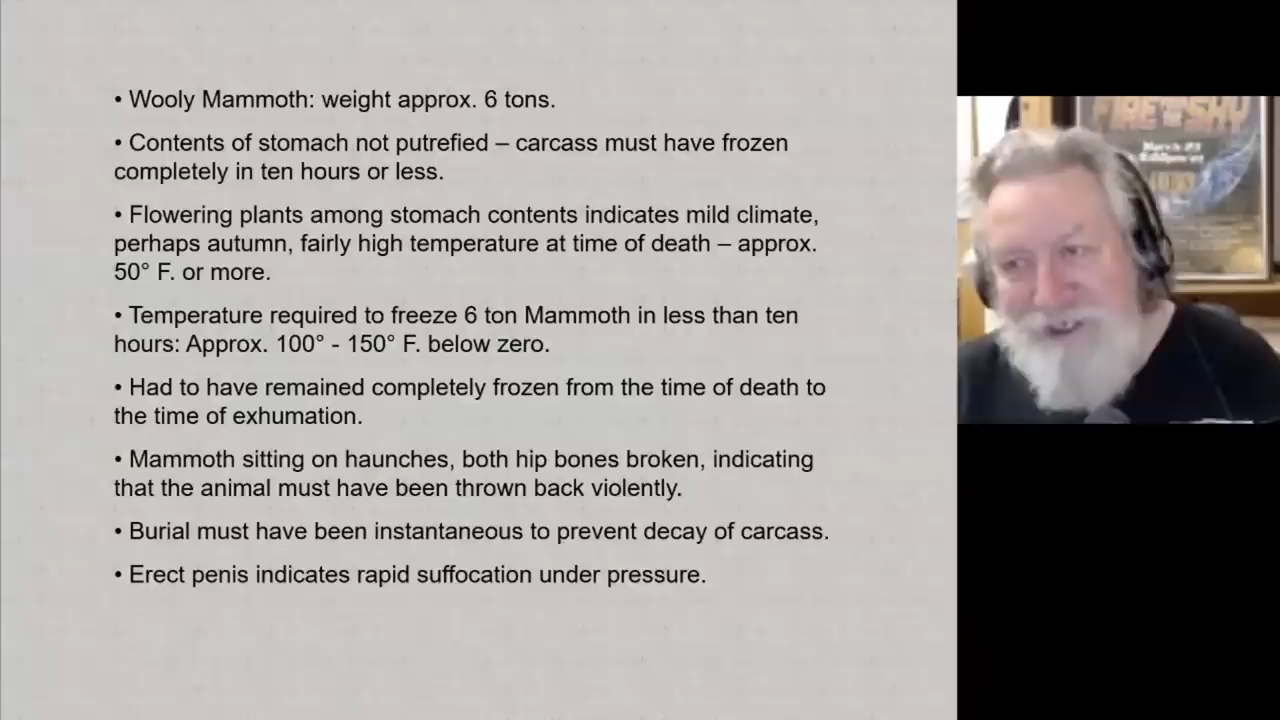 • Wooly Mammoth: weight approx. 6 tons.
• Contents of stomach not putrefied – carcass must have frozen
completely in ten hours or less.
• Flowering plants among stomach contents indicates mild climate,
perhaps autumn, fairly high temperature at time of death – approx.
50° F. or more.
• Temperature required to freeze 6 ton Mammoth in less than ten
hours: Approx. 100° - 150° F. below zero.
• Had to have remained completely frozen from the time of death to
the time of exhumation.
• Mammoth sitting on haunches, both hip bones broken, indicating
that the animal must have been thrown back violently.
• Burial must have been instantaneous to prevent decay of carcass.
• Erect penis indicates rapid suffocation under pressure.
FIRE SKY